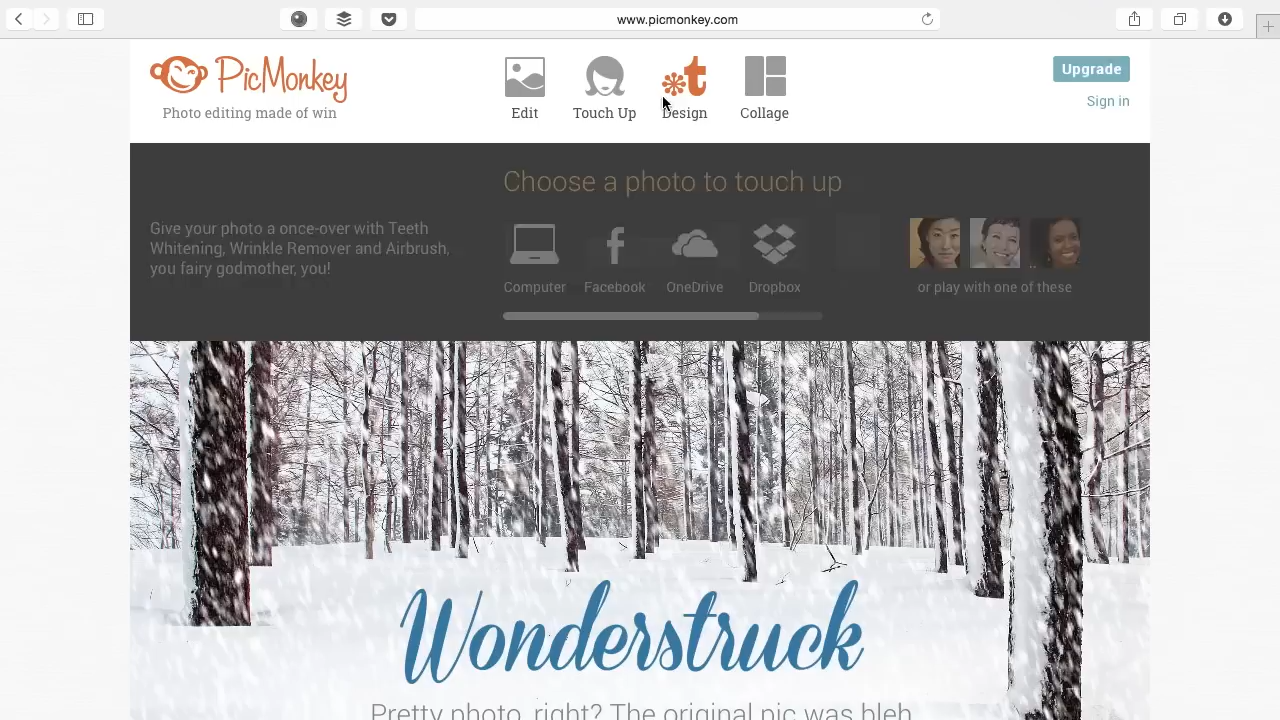 www.picmonkey.com
PicMonkey
Photo editing made of win
Edit
Touch Up
Design
Collage
Upgrade
Sign in
Choose a photo to touch up
Give your photo a once-over with Teeth
Whitening, Wrinkle Remover and Airbrush,
you fairy godmother, you!
Computer
Facebook
OneDrive
Dropbox
or play with one of these
Wonderstruck
Pretty photo, right? The original pic was bleh